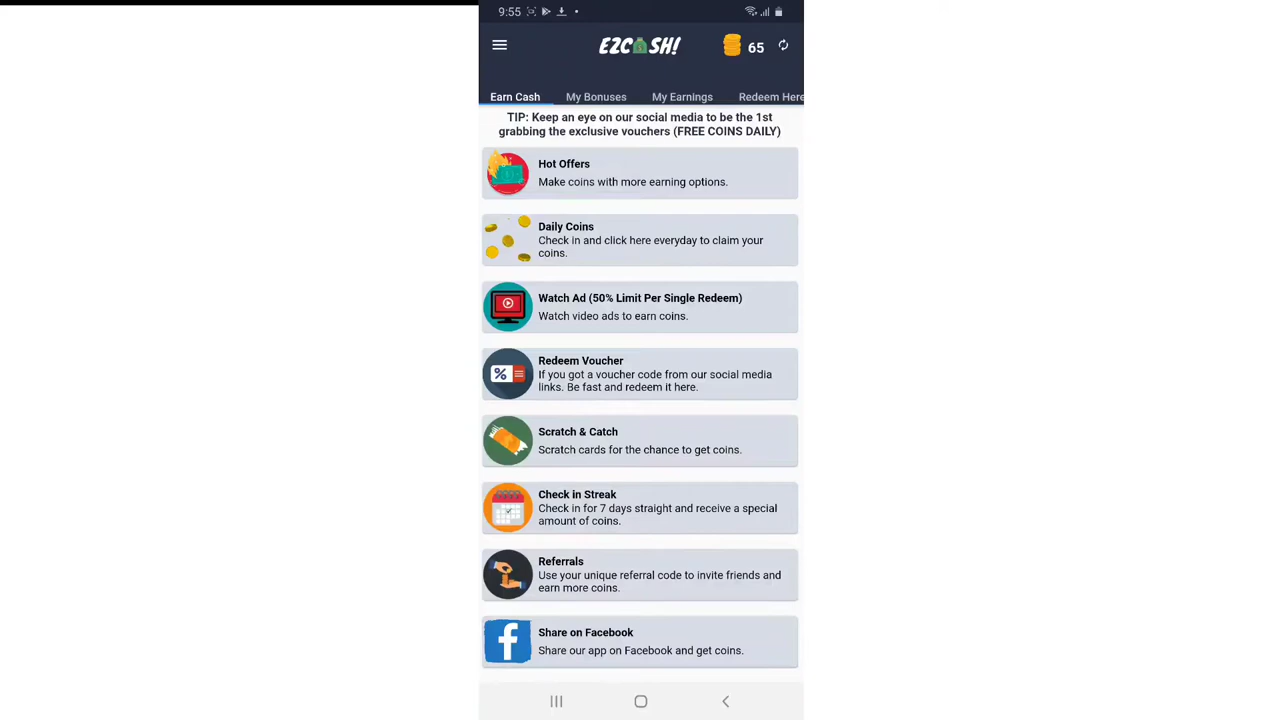 9:55
EZCASH!
65
Earn Cash My Bonuses My Earnings Redeem Here
TIP: Keep an eye on our social media to be the 1st
grabbing the exclusive vouchers (FREE COINS DAILY)
Hot Offers
Make coins with more earning options.
Daily Coins
Check in and click here everyday to claim your
coins.
Watch Ad (50% Limit Per Single Redeem)
Watch video ads to earn coins.
Redeem Voucher
If you got a voucher code from our social media
links. Be fast and redeem it here.
Scratch & Catch
Scratch cards for the chance to get coins.
Check in Streak
Check in for 7 days straight and receive a special
amount of coins.
Referrals
Use your unique referral code to invite friends and
earn more coins.
Share on Facebook
Share our app on Facebook and get coins.